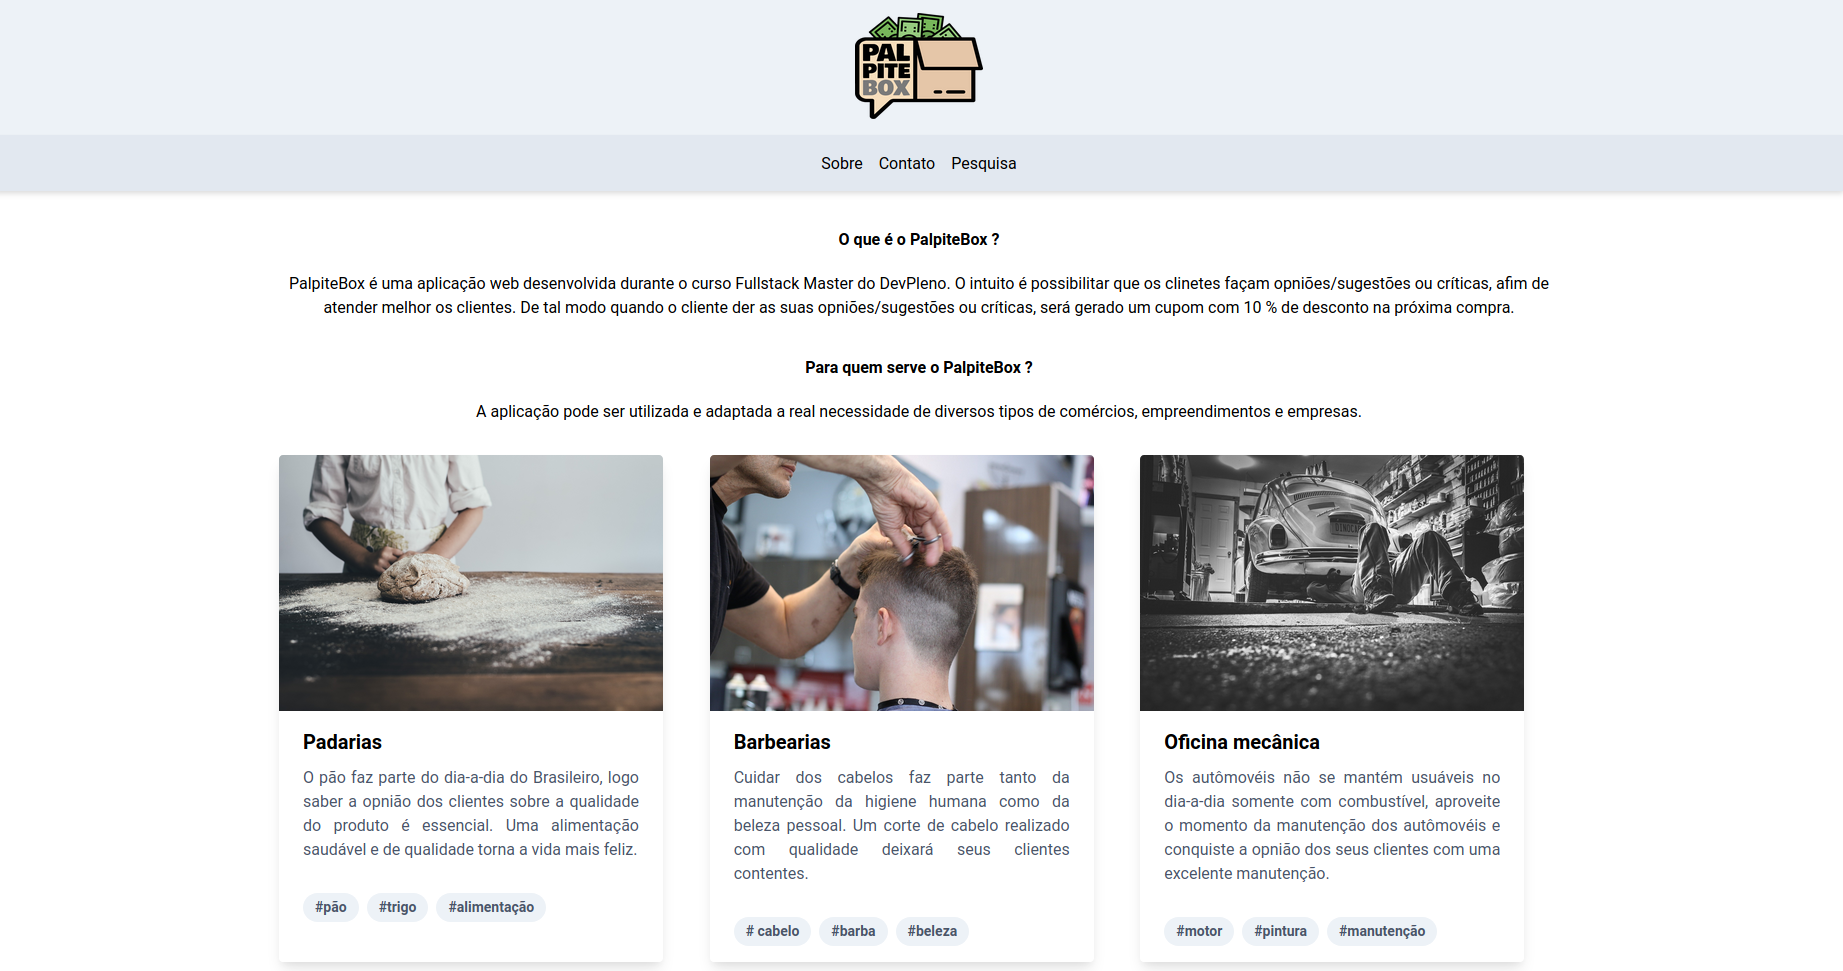 PAL
PITE
BOX
Sobre Contato Pesquisa
O que é o PalpiteBox ?
PalpiteBox é uma aplicação web desenvolvida durante o curso Fullstack Master do DevPleno. O intuito é possibilitar que os clinetes façam opniões/sugestões ou críticas, afim de
atender melhor os clientes. De tal modo quando o cliente der as suas opniões/sugestões ou críticas, será gerado um cupom com 10 % de desconto na próxima compra.
Para quem serve o PalpiteBox ?
A aplicação pode ser utilizada e adaptada a real necessidade de diversos tipos de comércios, empreendimentos e empresas.
Padarias
O pão faz parte do dia-a-dia do Brasileiro, logo
saber a opnião dos clientes sobre a qualidade
do produto é essencial. Uma alimentação
saudável e de qualidade torna a vida mais feliz.
#pão #trigo #alimentação
Barbearias
Cuidar dos cabelos faz parte tanto da
manutenção da higiene humana como da
beleza pessoal. Um corte de cabelo realizado
com qualidade deixará seus clientes
contentes.
# cabelo #barba #beleza
Oficina mecânica
Os autômovéis não se mantém usuáveis no
dia-a-dia somente com combustível, aproveite
o momento da manutenção dos autômovéis e
conquiste a opnião dos seus clientes com uma
excelente manutenção.
#motor #pintura #manutenção